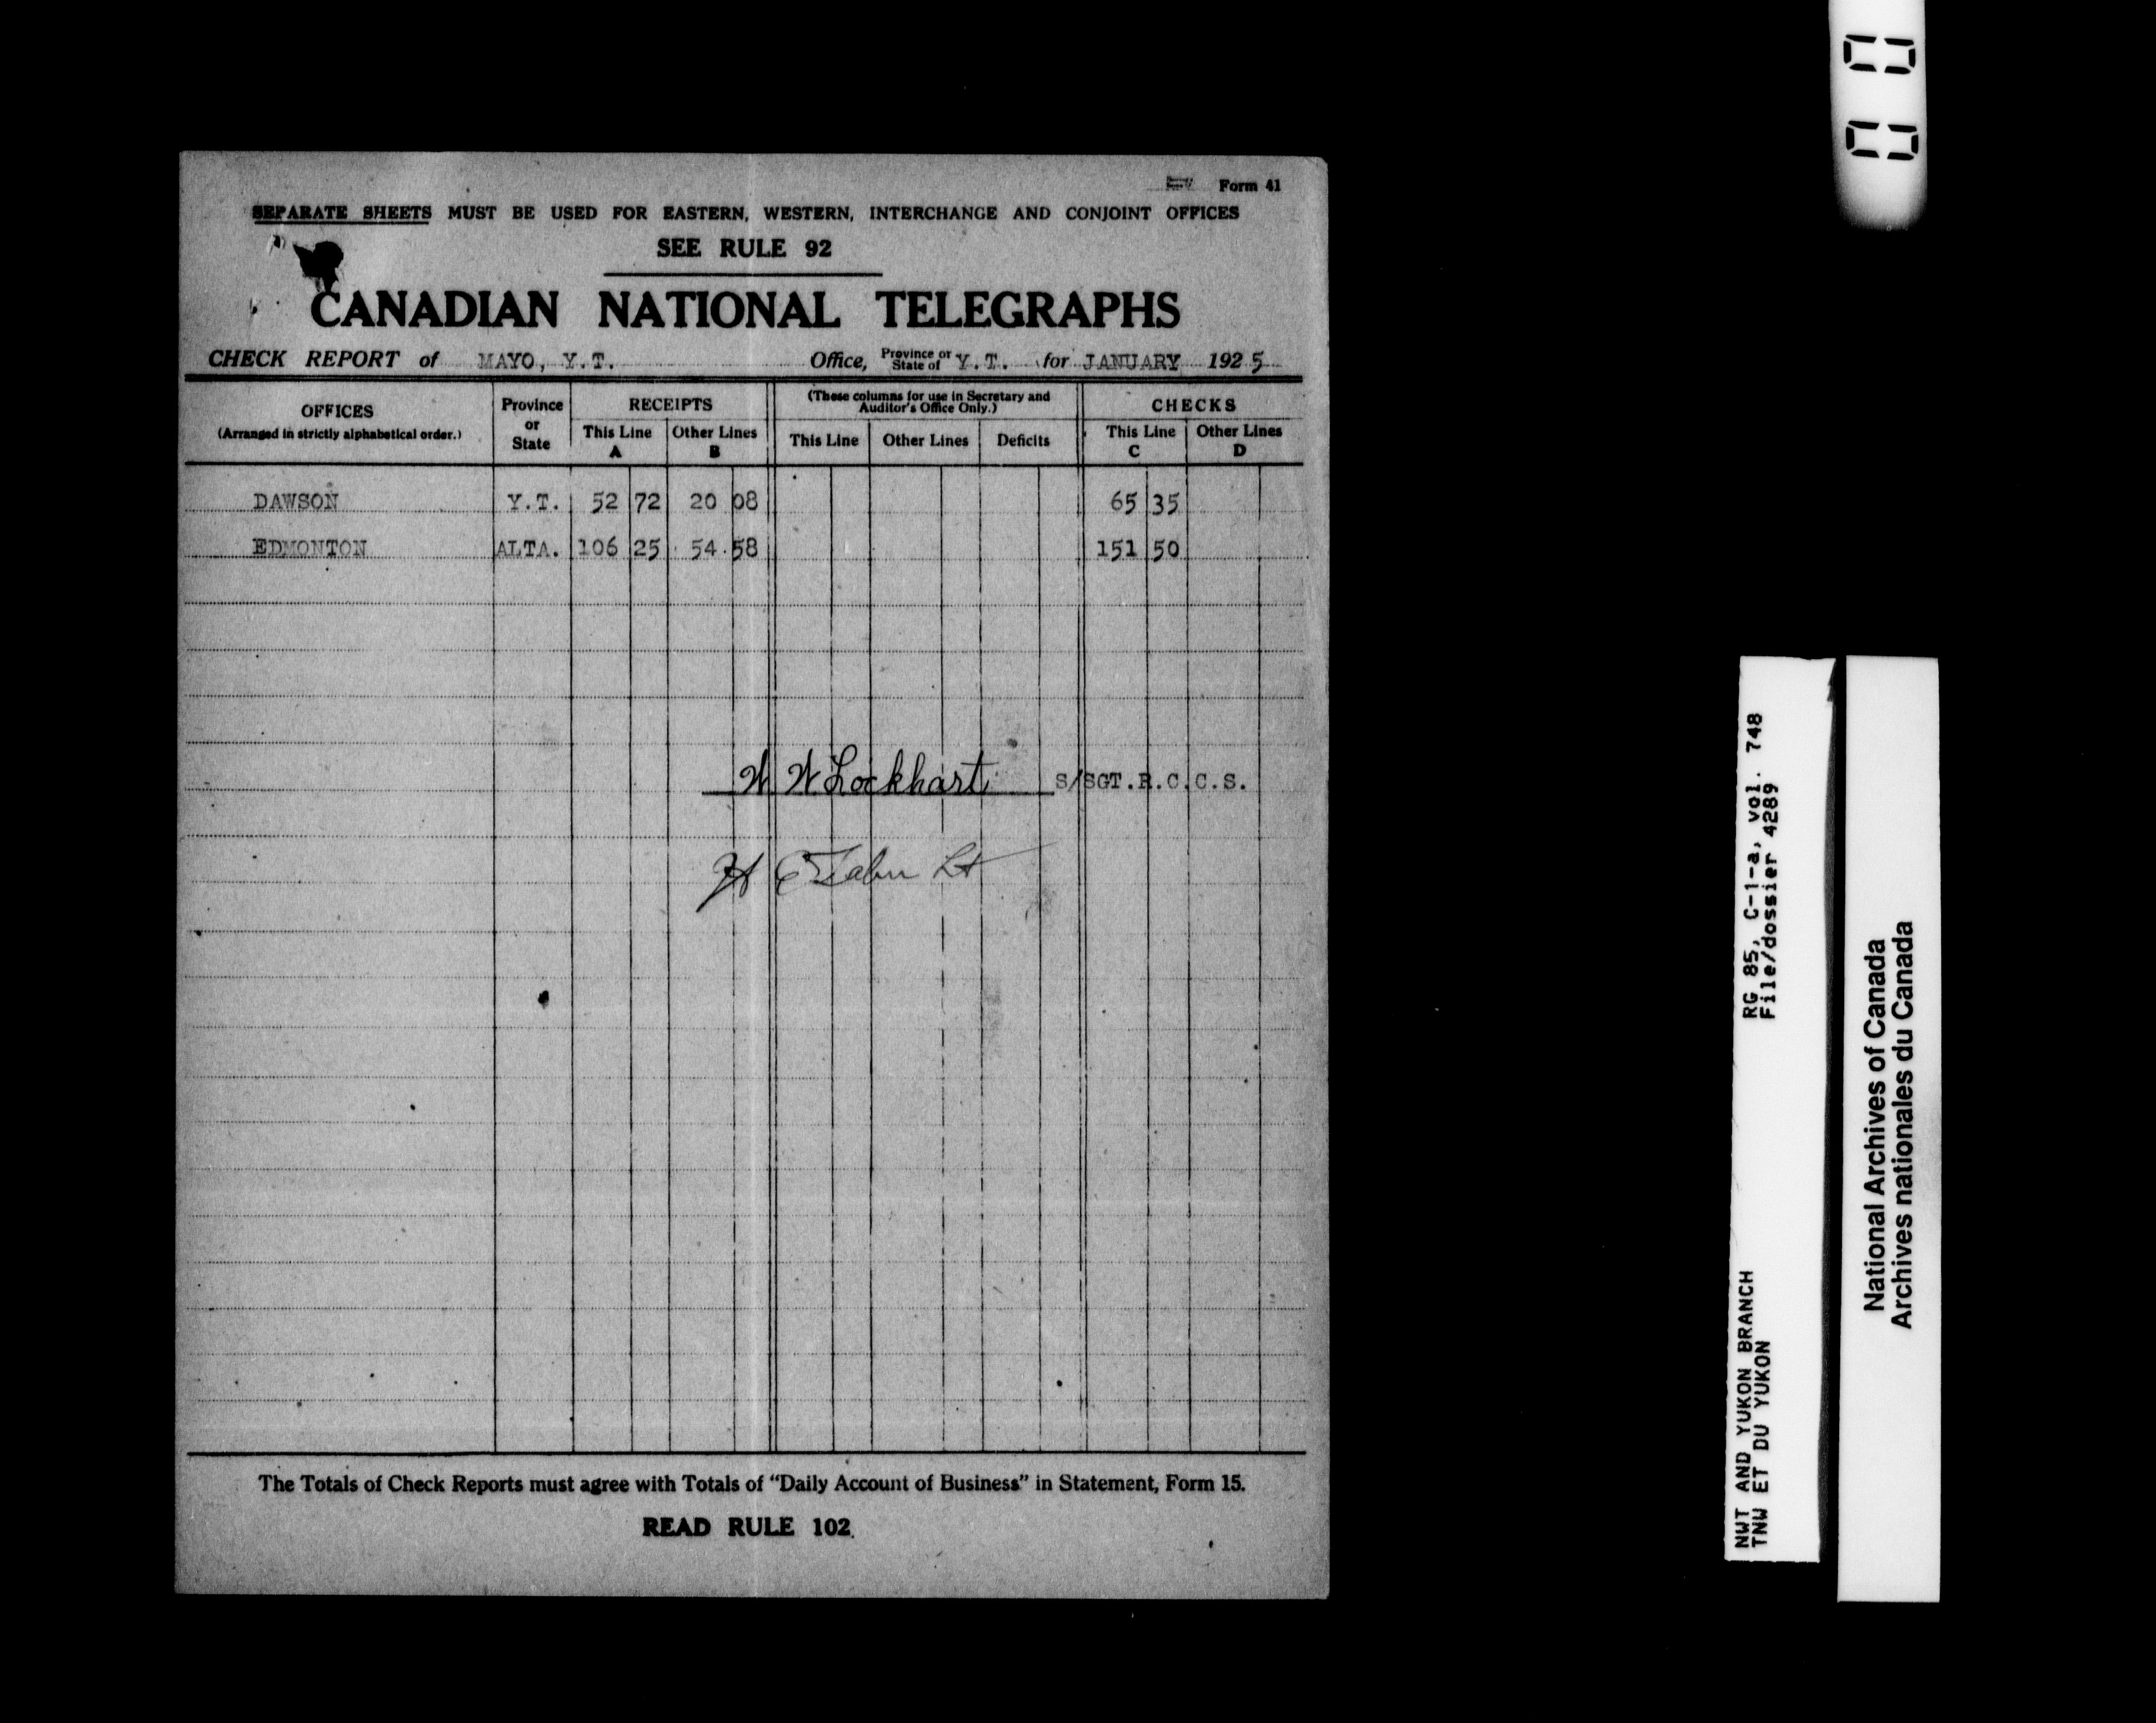 Form 41
SEPARATE SHEETS MUST BE USED FOR EASTERN, WESTERN, INTERCHANGE AND CONJOINT OFFICES
SEE RULE 92
CANADIAN NATIONAL TELEGRAPHS
CHECK REPORT of MAYO, Y.T. Office, Province or State of Y.T. for JANUARY 1925
OFFICES (Arranged in strictly alphabetical order.) Province or State RECEIPTS (These columns for use in Secretary and Auditor's Office Only.) CHECKS
This Line A Other Lines B This Line Other Lines Deficits This Line C Other Lines D
DAWSON Y.T. 52 72 20 08 65 35
EDMONTON ALTA. 106 25 54.58 151 50
W W Lockhart S/SGT.R.C.C.S.
Lt
The Totals of Check Reports must agree with Totals of "Daily Account of Business" in Statement, Form 15.
READ RULE 102.
RG 85, C-1-a, vol. 748
File/dossier 4289
NWT AND YUKON BRANCH
TNW ET DU YUKON
National Archives of Canada
Archives nationales du Canada